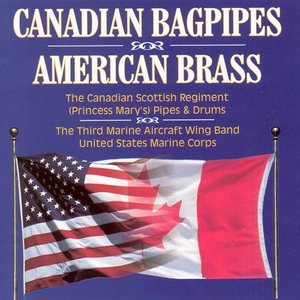 CANADIAN BAGPIPES
AMERICAN BRASS
The Canadian Scottish Regiment
(Princess Mary's) Pipes & Drums
The Third Marine Aircraft Wing Band
United States Marine Corps